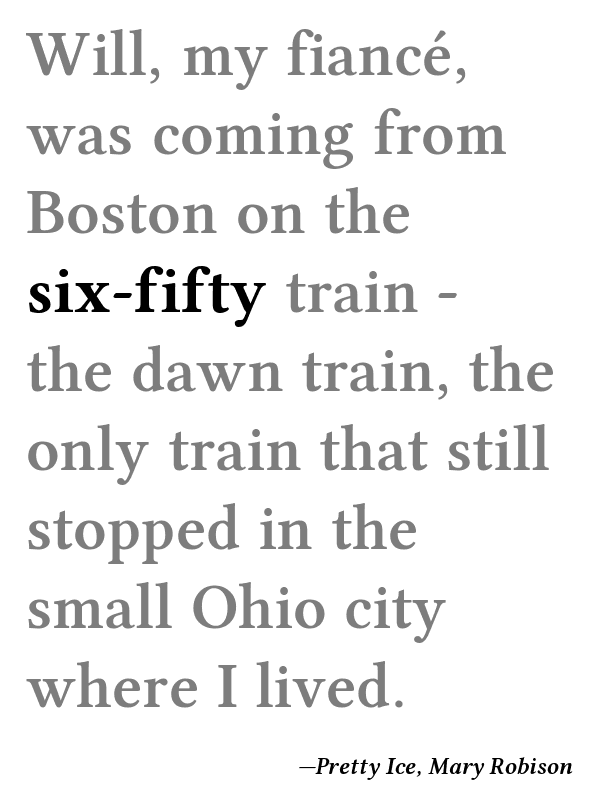 Will, my fiancé,
was coming from
Boston on the
six-fifty train -
the dawn train, the
only train that still
stopped in the
small Ohio city
where I lived.
—Pretty Ice, Mary Robison